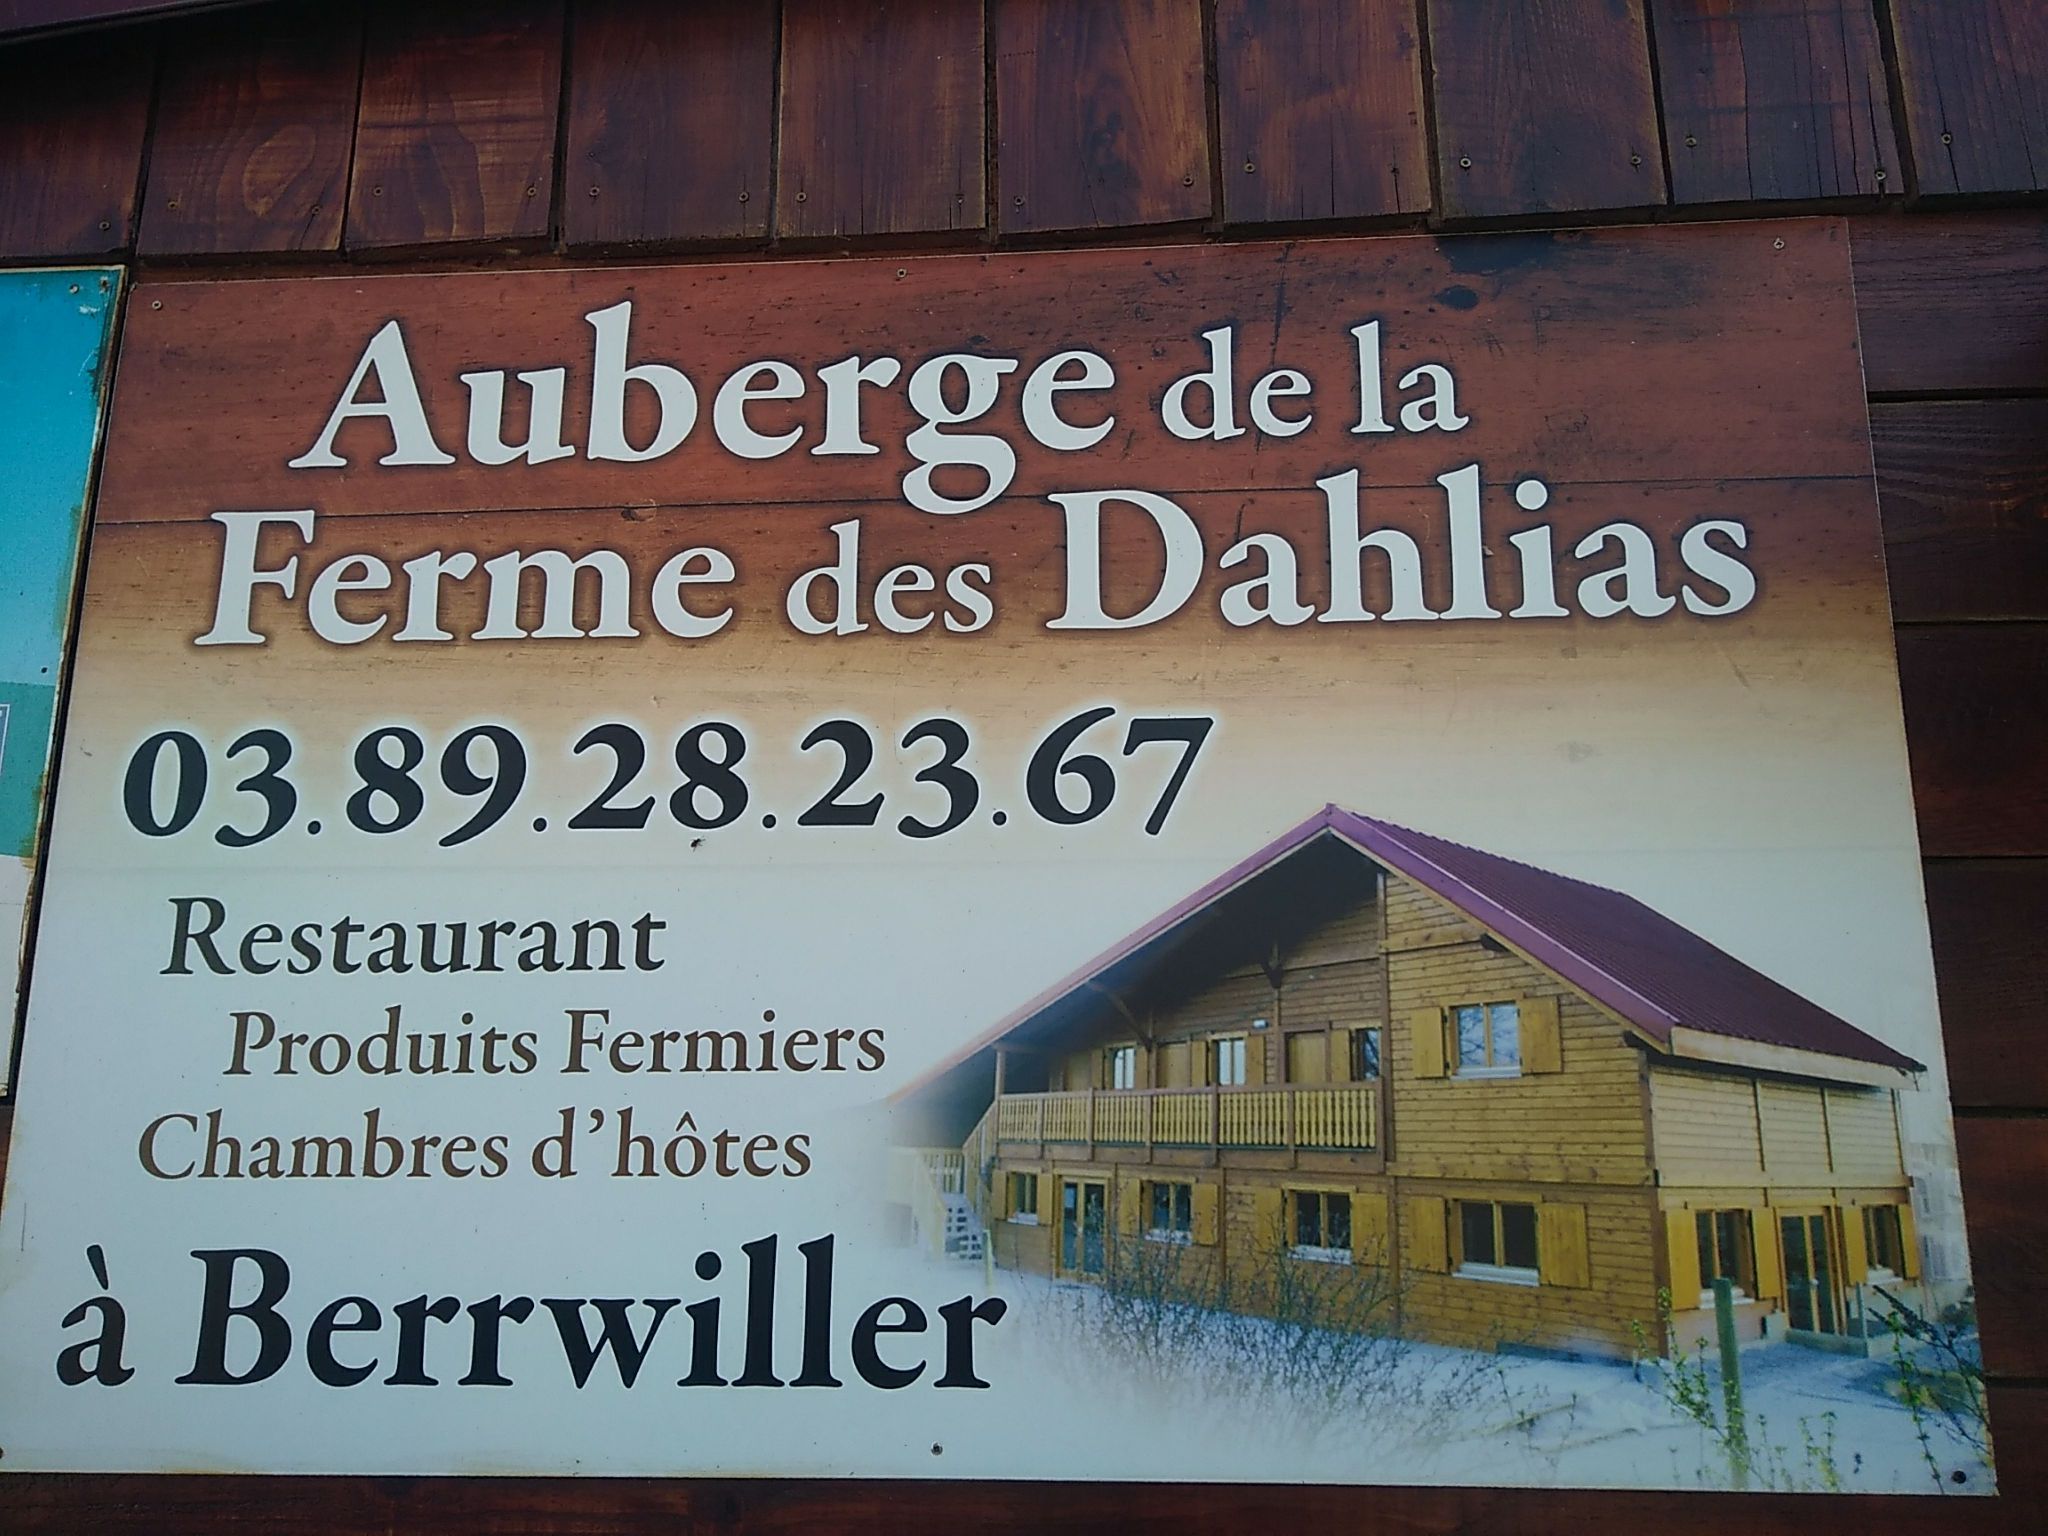 Auberge de la
Ferme des Dahlias
03.89.28.23.67
Restaurant
Produits Fermiers
Chambres d'hôtes
à Berrwiller